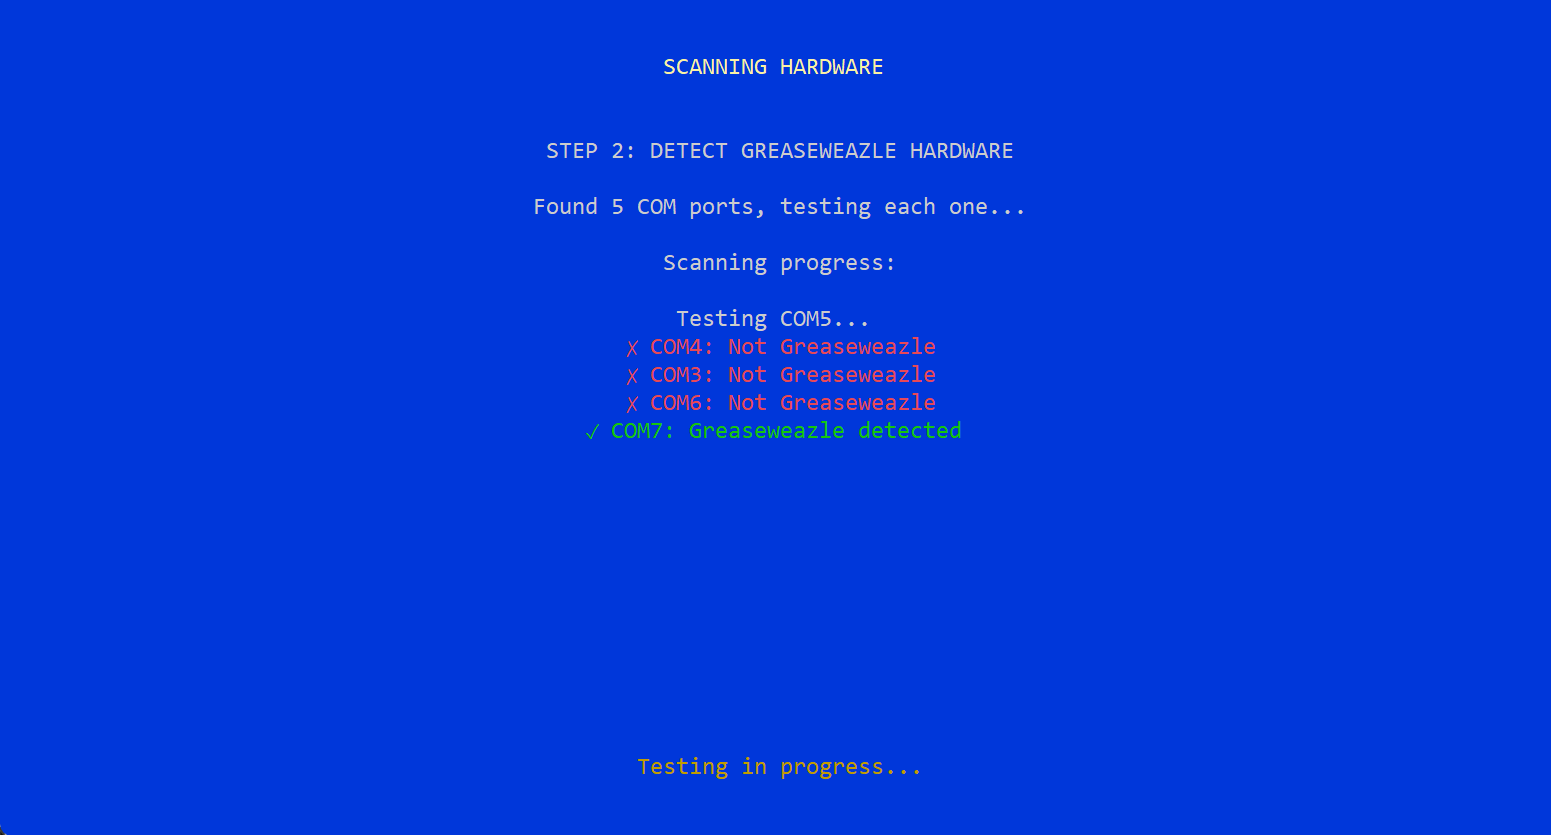 SCANNING HARDWARE
STEP 2: DETECT GREASEWEAZLE HARDWARE
Found 5 COM ports, testing each one...
Scanning progress:
Testing COM5...
✗ COM4: Not Greaseweazle
✗ COM3: Not Greaseweazle
✗ COM6: Not Greaseweazle
✓ COM7: Greaseweazle detected
Testing in progress...